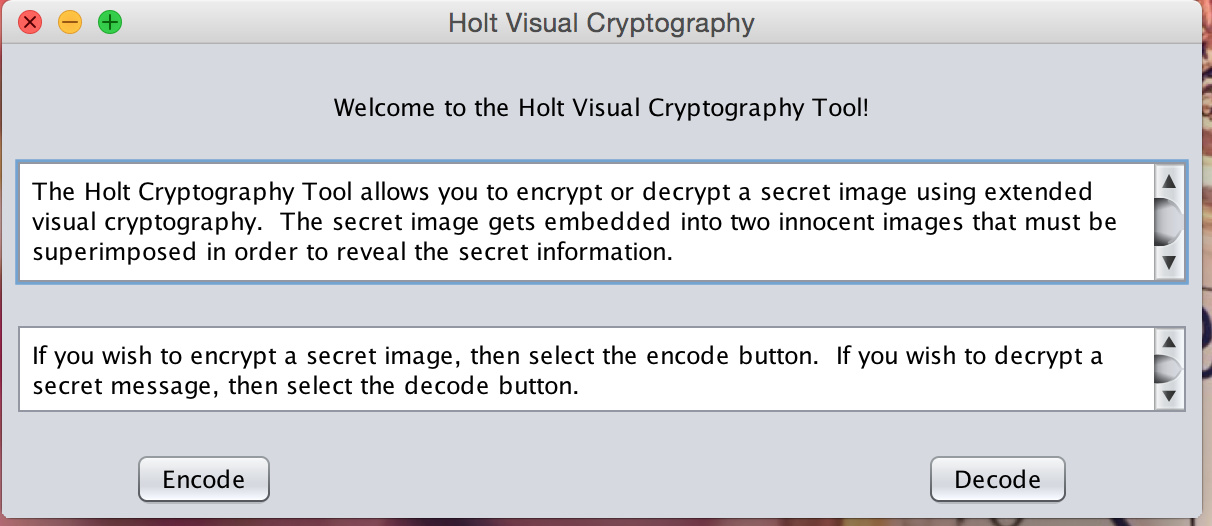 Holt Visual Cryptography
Welcome to the Holt Visual Cryptography Tool!
The Holt Cryptography Tool allows you to encrypt or decrypt a secret image using extended
visual cryptography.  The secret image gets embedded into two innocent images that must be
superimposed in order to reveal the secret information.
If you wish to encrypt a secret image, then select the encode button.  If you wish to decrypt a
secret message, then select the decode button.
Encode
Decode